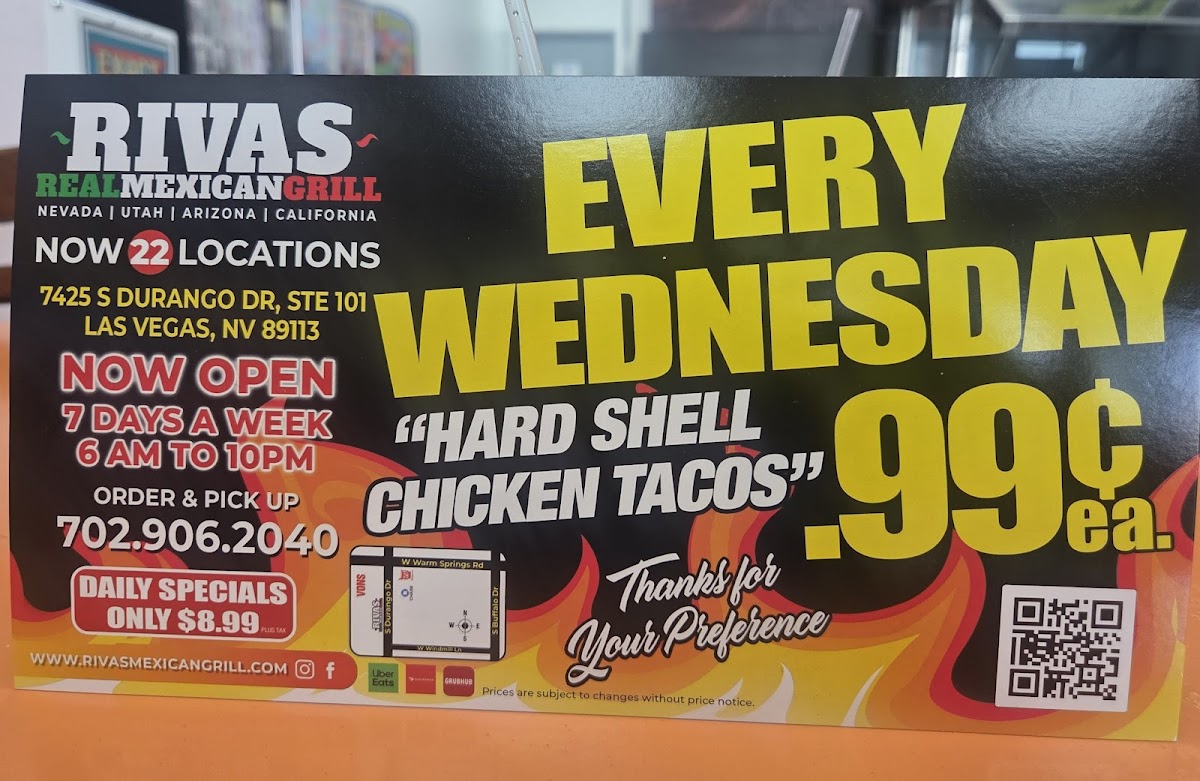 RIVAS
REALMEXICANGRILL
NEVADA | UTAH | ARIZONA | CALIFORNIA
NOW 22 LOCATIONS
7425 S DURANGO DR, STE 101
LAS VEGAS, NV 89113
NOW OPEN
7 DAYS A WEEK
6 AM TO 10PM
ORDER & PICK UP
702.906.2040
DAILY SPECIALS
ONLY $8.99 PLUS TAX
WWW.RIVASMEXICANGRILL.COM
EVERY
WEDNESDAY
"HARD SHELL
CHICKEN TACOS"
.99¢
ea.
W Warm Springs Rd
VONS
RIVAS
S Durango Dr
S Buffalo Dr
N
W E
S
W Windmill Ln
Thanks for
Your Preference
Uber
Eats
GRUBHUB
Prices are subject to changes without price notice.